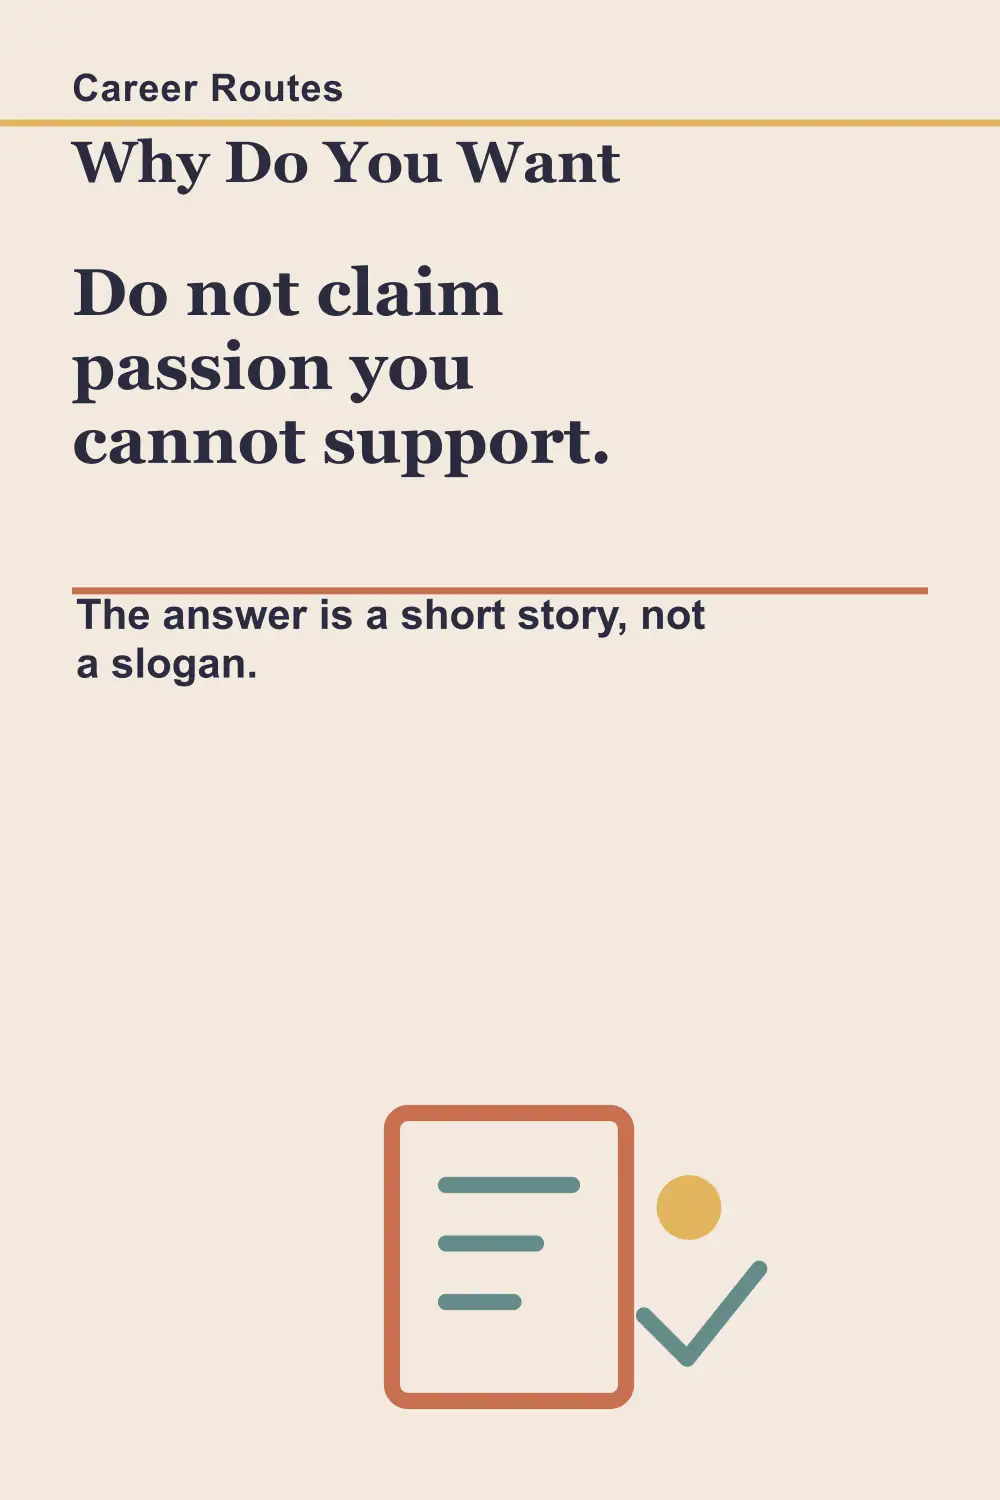 Career Routes
Why Do You Want
Do not claim
passion you
cannot support.
The answer is a short story, not
a slogan.